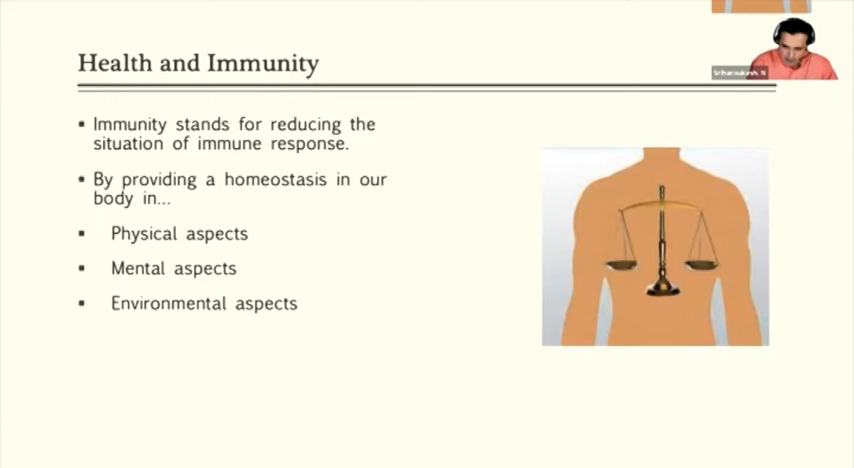 Health and Immunity
▪ Immunity stands for reducing the
situation of immune response.
▪ By providing a homeostasis in our
body in...
▪ Physical aspects
▪ Mental aspects
▪ Environmental aspects